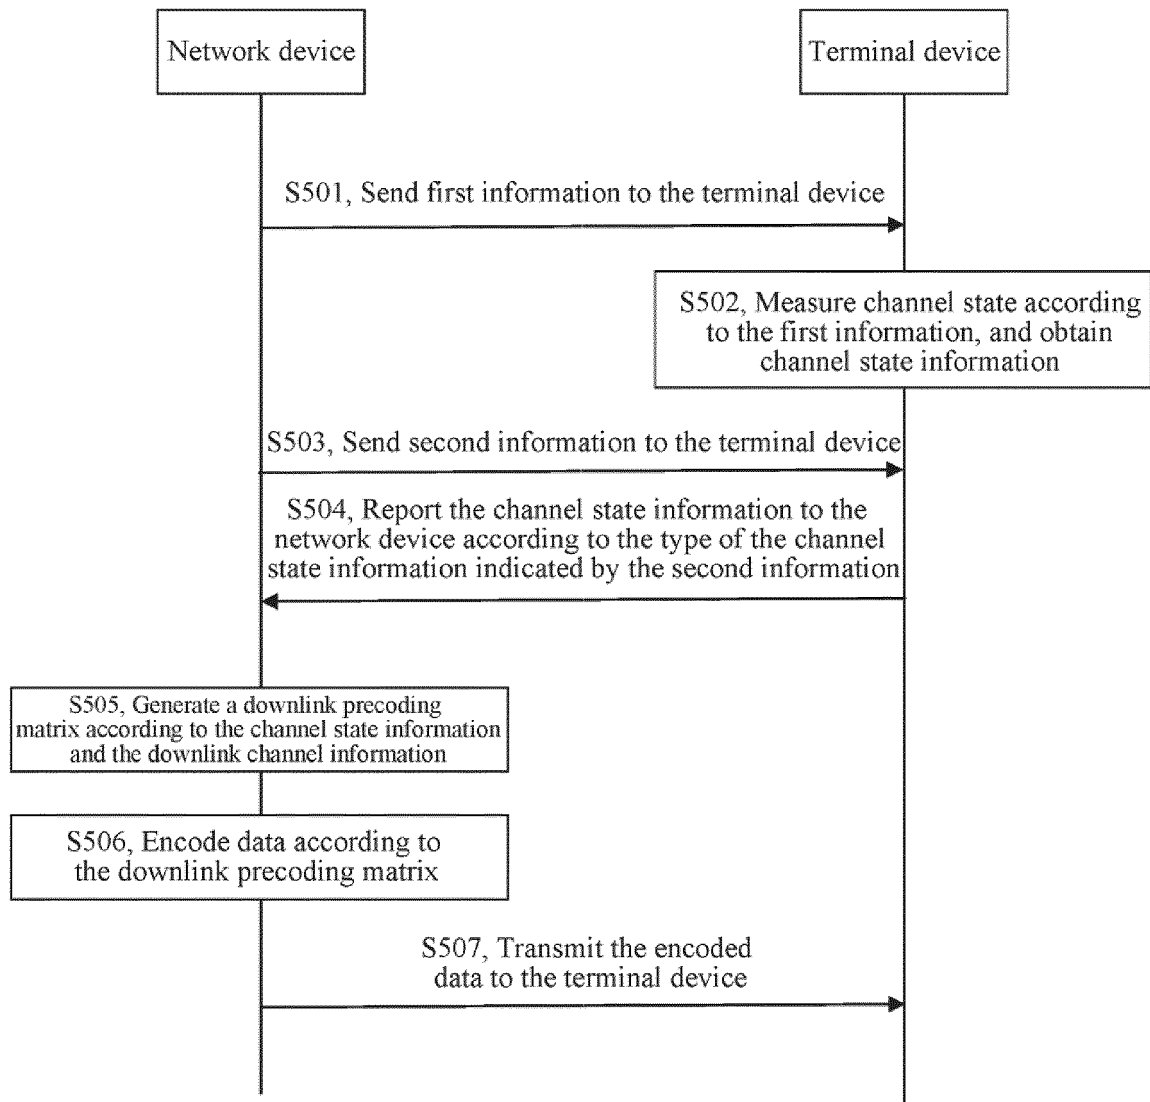 Network device
Terminal device
S501, Send first information to the terminal device
S502, Measure channel state according
to the first information, and obtain
channel state information
S503, Send second information to the terminal device
S504, Report the channel state information to the
network device according to the type of the channel
state information indicated by the second information
S505, Generate a downlink precoding
matrix according to the channel state information
and the downlink channel information
S506, Encode data according to
the downlink precoding matrix
S507, Transmit the encoded
data to the terminal device